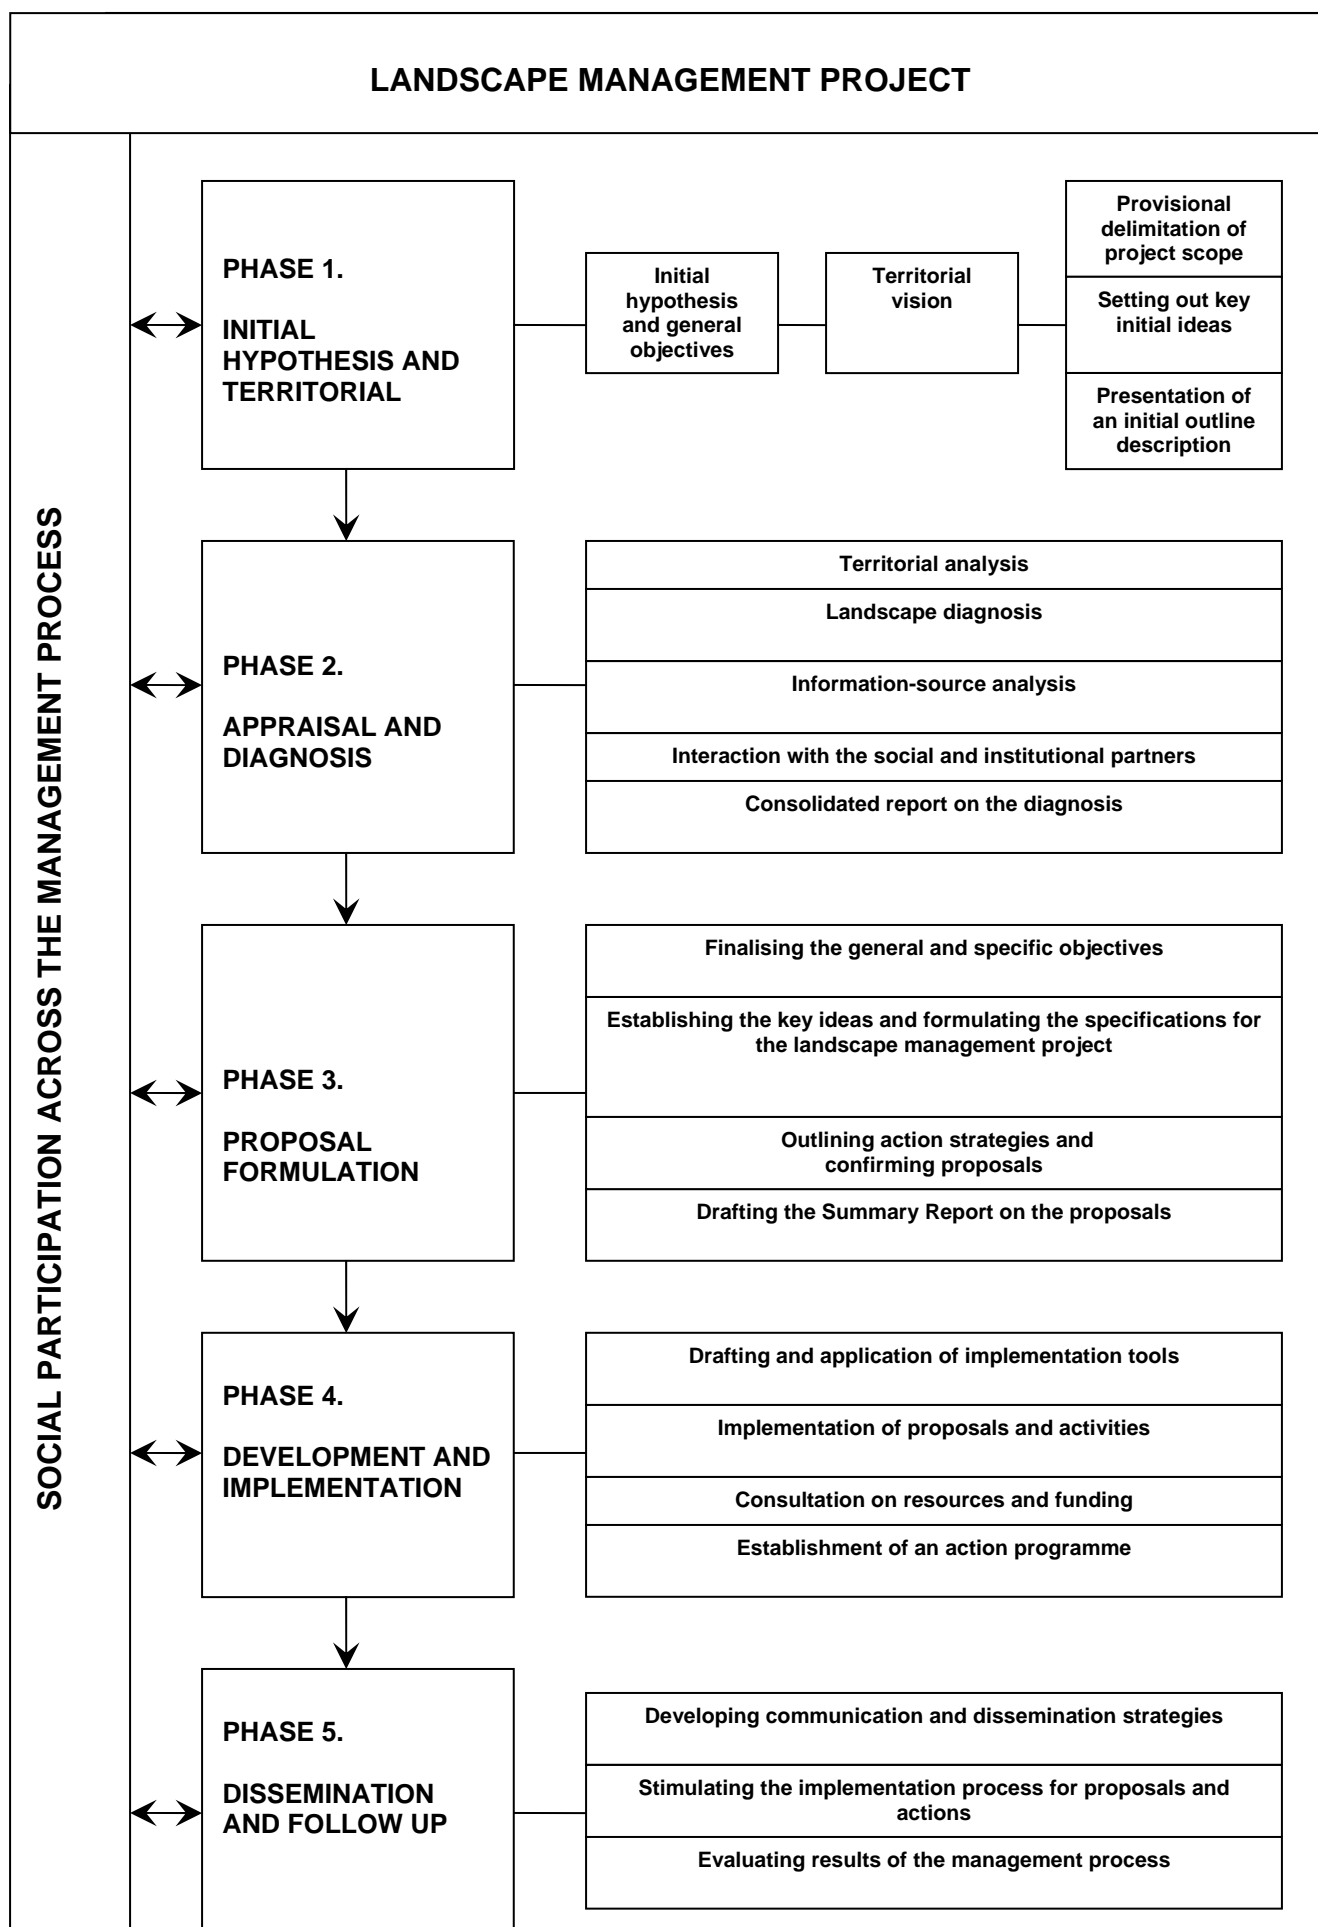 LANDSCAPE MANAGEMENT PROJECT
SOCIAL PARTICIPATION ACROSS THE MANAGEMENT PROCESS
PHASE 1.
INITIAL
HYPOTHESIS AND
TERRITORIAL
Initial
hypothesis
and general
objectives
Territorial
vision
Provisional
delimitation of
project scope
Setting out key
initial ideas
Presentation of
an initial outline
description
PHASE 2.
APPRAISAL AND
DIAGNOSIS
Territorial analysis
Landscape diagnosis
Information-source analysis
Interaction with the social and institutional partners
Consolidated report on the diagnosis
PHASE 3.
PROPOSAL
FORMULATION
Finalising the general and specific objectives
Establishing the key ideas and formulating the specifications for
the landscape management project
Outlining action strategies and
confirming proposals
Drafting the Summary Report on the proposals
PHASE 4.
DEVELOPMENT AND
IMPLEMENTATION
Drafting and application of implementation tools
Implementation of proposals and activities
Consultation on resources and funding
Establishment of an action programme
PHASE 5.
DISSEMINATION
AND FOLLOW UP
Developing communication and dissemination strategies
Stimulating the implementation process for proposals and
actions
Evaluating results of the management process